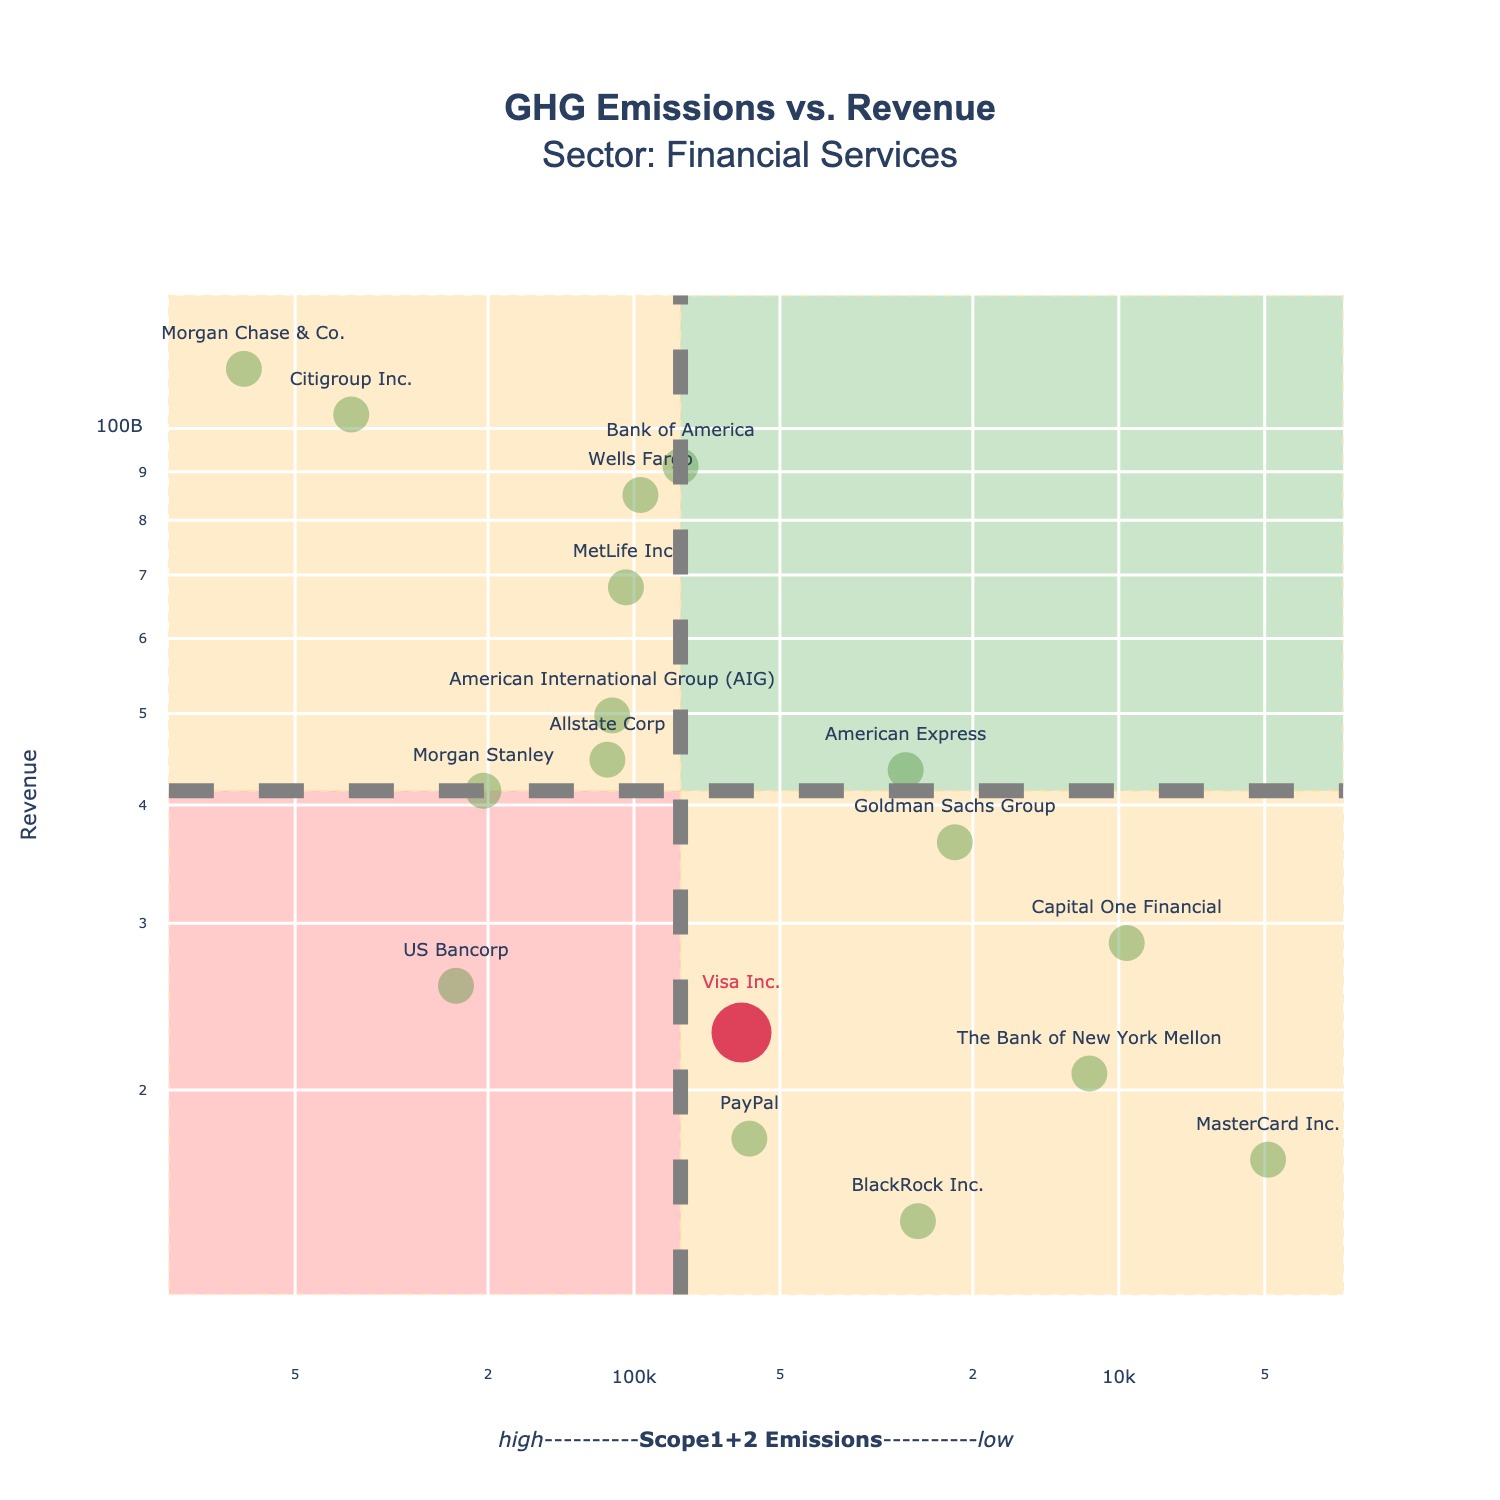 GHG Emissions vs. Revenue
Sector: Financial Services
Morgan Chase & Co.
Citigroup Inc.
100B
Bank of America
Wells Fargo
9
8
MetLife Inc
7
6
American International Group (AIG)
5
Allstate Corp
American Express
Morgan Stanley
Revenue
4
Goldman Sachs Group
Capital One Financial
3
US Bancorp
Visa Inc.
The Bank of New York Mellon
2
PayPal
MasterCard Inc.
BlackRock Inc.
5 2 100k 5 2 10k 5
high----------Scope1+2 Emissions----------low